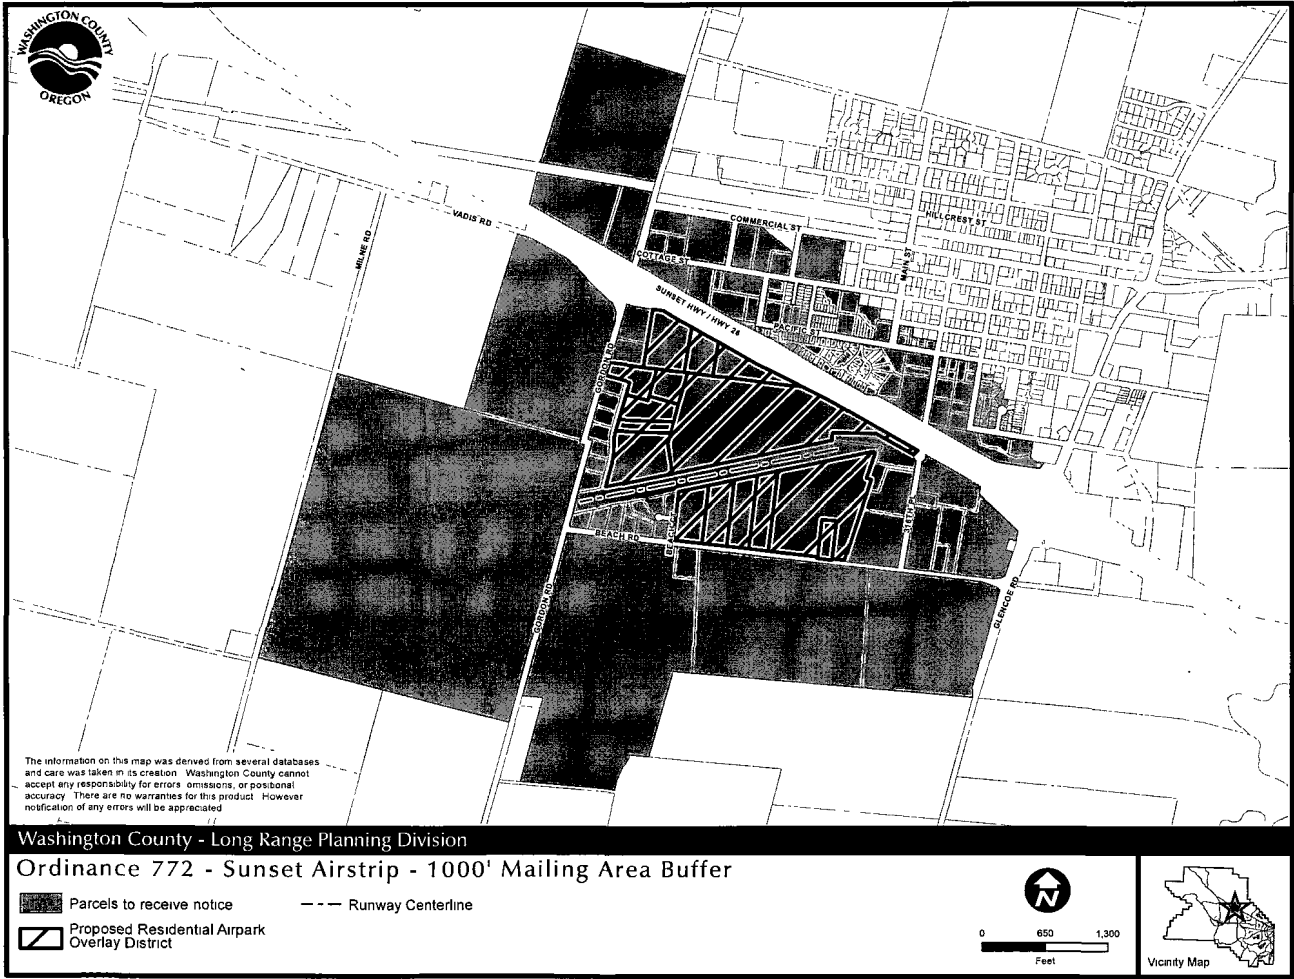 WASHINGTON COUNTY
OREGON
VADIS RD
MILNE RD
COMMERCIAL ST
HILLCREST ST
MAIN ST
COTTAGE ST
SUNSET HWY / HWY 26
PACIFIC ST
GORDON RD
BEACH RD
GORDON RD
GLENCOE RD
The information on this map was derived from several databases
and care was taken in its creation Washington County cannot
accept any responsibility for errors omissions, or positional
accuracy There are no warranties for this product However
notification of any errors will be appreciated
Washington County - Long Range Planning Division
Ordinance 772 - Sunset Airstrip - 1000' Mailing Area Buffer
Parcels to receive notice
Runway Centerline
Proposed Residential Airpark
Overlay District
N
0 650 1,300
Feet
Vicinity Map